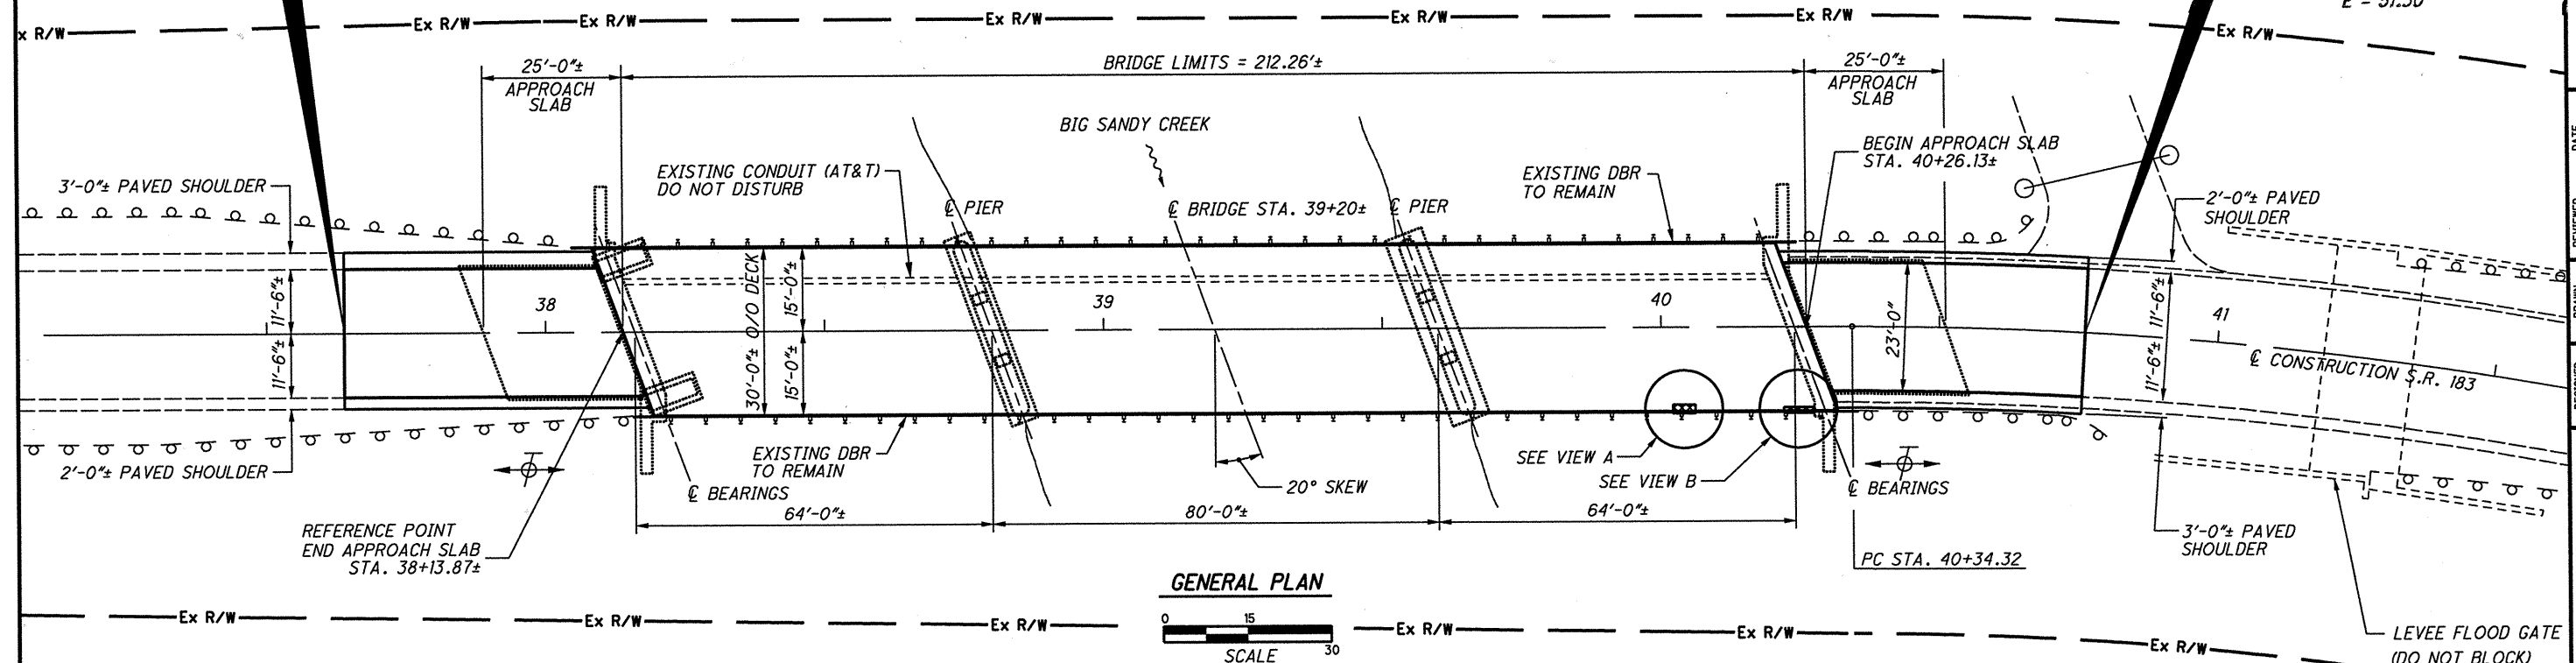 Ex R/W
Ex R/W
Ex R/W
Ex R/W
Ex R/W
Ex R/W
x R/W
25'-0"±
APPROACH
SLAB
BRIDGE LIMITS = 212.26'±
25'-0"±
APPROACH
SLAB
BIG SANDY CREEK
BEGIN APPROACH SLAB
STA. 40+26.13±
EXISTING CONDUIT (AT&T)
DO NOT DISTURB
EXISTING DBR
TO REMAIN
3'-0"± PAVED SHOULDER
2'-0"± PAVED
SHOULDER
℄ PIER
℄ BRIDGE STA. 39+20±
℄ PIER
38
39
40
41
11'-6"±
11'-6"±
30'-0"± O/O DECK
15'-0"±
15'-0"±
23'-0"
11'-6"±
11'-6"±
℄ CONSTRUCTION S.R. 183
2'-0"± PAVED SHOULDER
EXISTING DBR
TO REMAIN
SEE VIEW A
SEE VIEW B
℄ BEARINGS
20° SKEW
℄ BEARINGS
64'-0"±
80'-0"±
64'-0"±
REFERENCE POINT
END APPROACH SLAB
STA. 38+13.87±
3'-0"± PAVED
SHOULDER
PC STA. 40+34.32
GENERAL PLAN
0 15
30
SCALE
Ex R/W
Ex R/W
Ex R/W
Ex R/W
Ex R/W
Ex R/W
LEVEE FLOOD GATE
(DO NOT BLOCK)